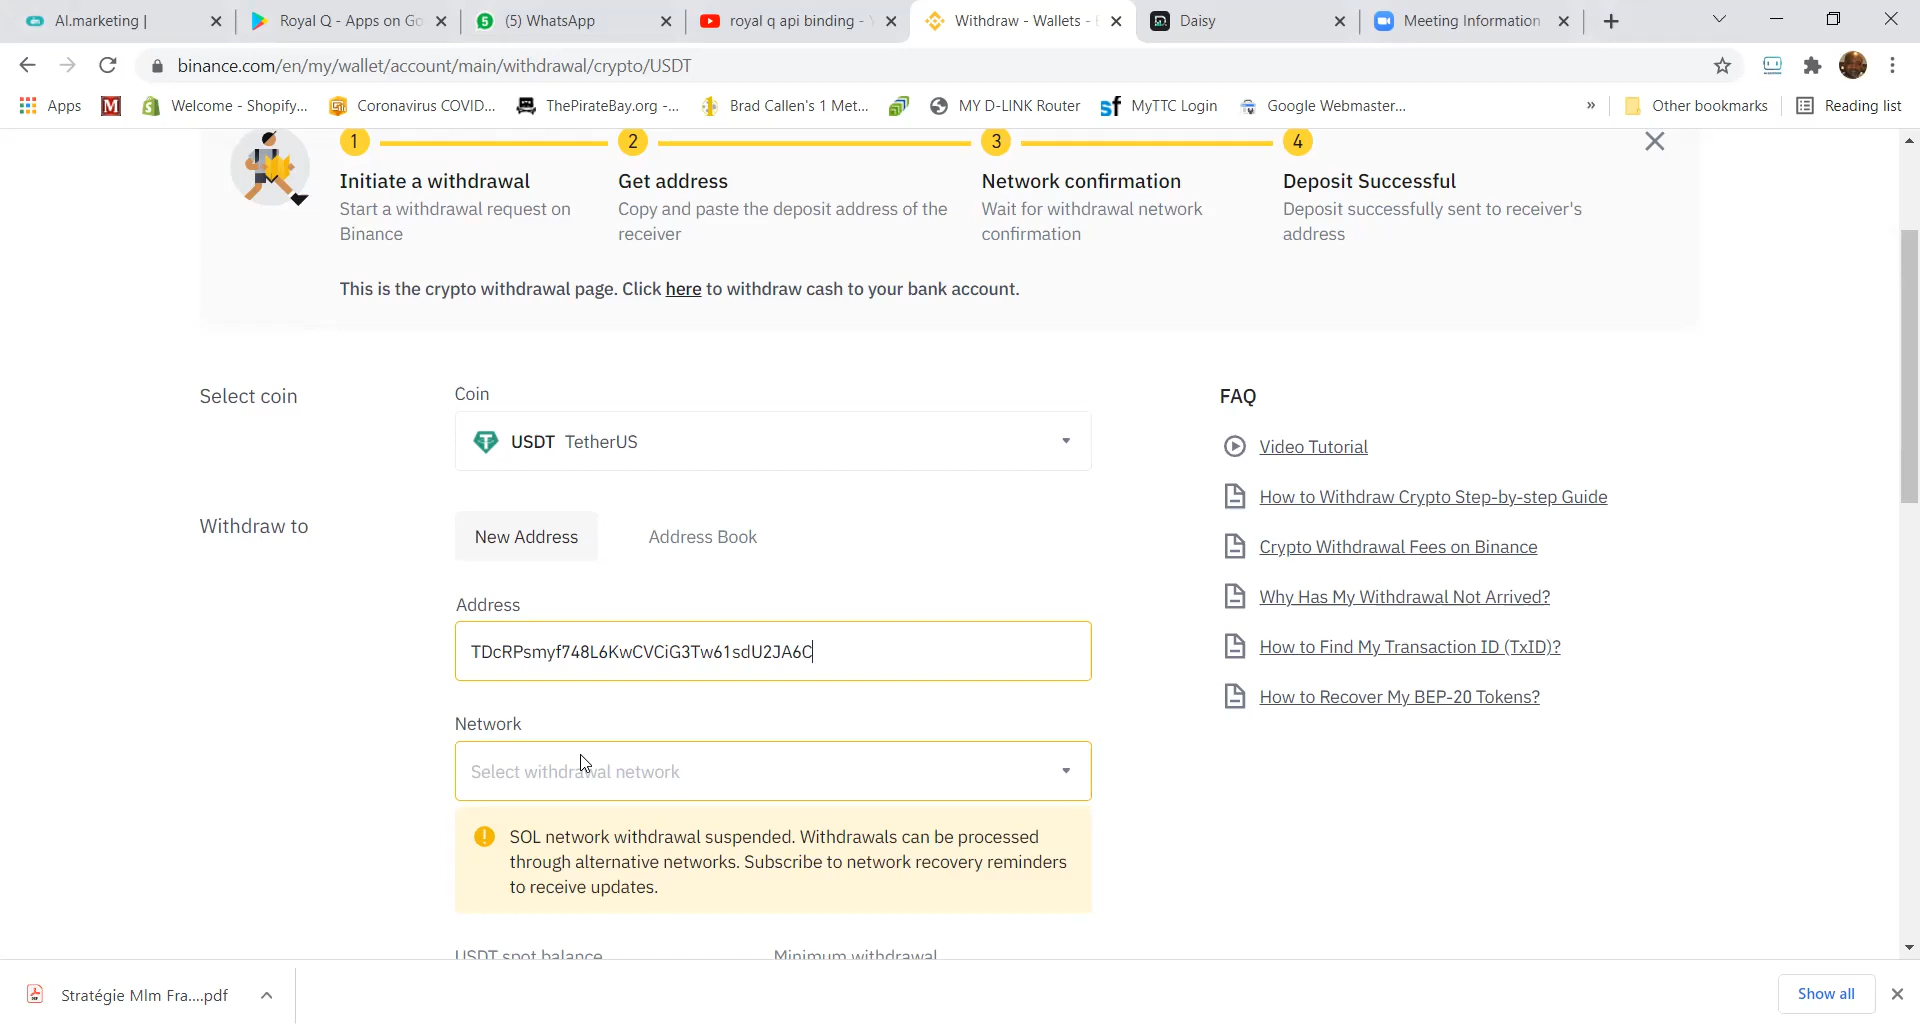 AI.marketing |
Royal Q - Apps on Go
(5) WhatsApp
royal q api binding -
Withdraw - Wallets -
Daisy
Meeting Information
binance.com/en/my/wallet/account/main/withdrawal/crypto/USDT
Apps
Welcome - Shopify...
Coronavirus COVID...
ThePirateBay.org -...
Brad Callen's 1 Met...
MY D-LINK Router
MyTTC Login
Google Webmaster...
»
Other bookmarks
Reading list
1
2
3
4
Initiate a withdrawal
Start a withdrawal request on
Binance
Get address
Copy and paste the deposit address of the
receiver
Network confirmation
Wait for withdrawal network
confirmation
Deposit Successful
Deposit successfully sent to receiver's
address
This is the crypto withdrawal page. Click here to withdraw cash to your bank account.
Select coin
Coin
USDT TetherUS
Withdraw to
New Address
Address Book
Address
TDcRPsmyf748L6KwCVCiG3Tw61sdU2JA6C
Network
Select withdrawal network
SOL network withdrawal suspended. Withdrawals can be processed
through alternative networks. Subscribe to network recovery reminders
to receive updates.
USDT spot balance
Minimum withdrawal
FAQ
Video Tutorial
How to Withdraw Crypto Step-by-step Guide
Crypto Withdrawal Fees on Binance
Why Has My Withdrawal Not Arrived?
How to Find My Transaction ID (TxID)?
How to Recover My BEP-20 Tokens?
Stratégie Mlm Fra....pdf
Show all